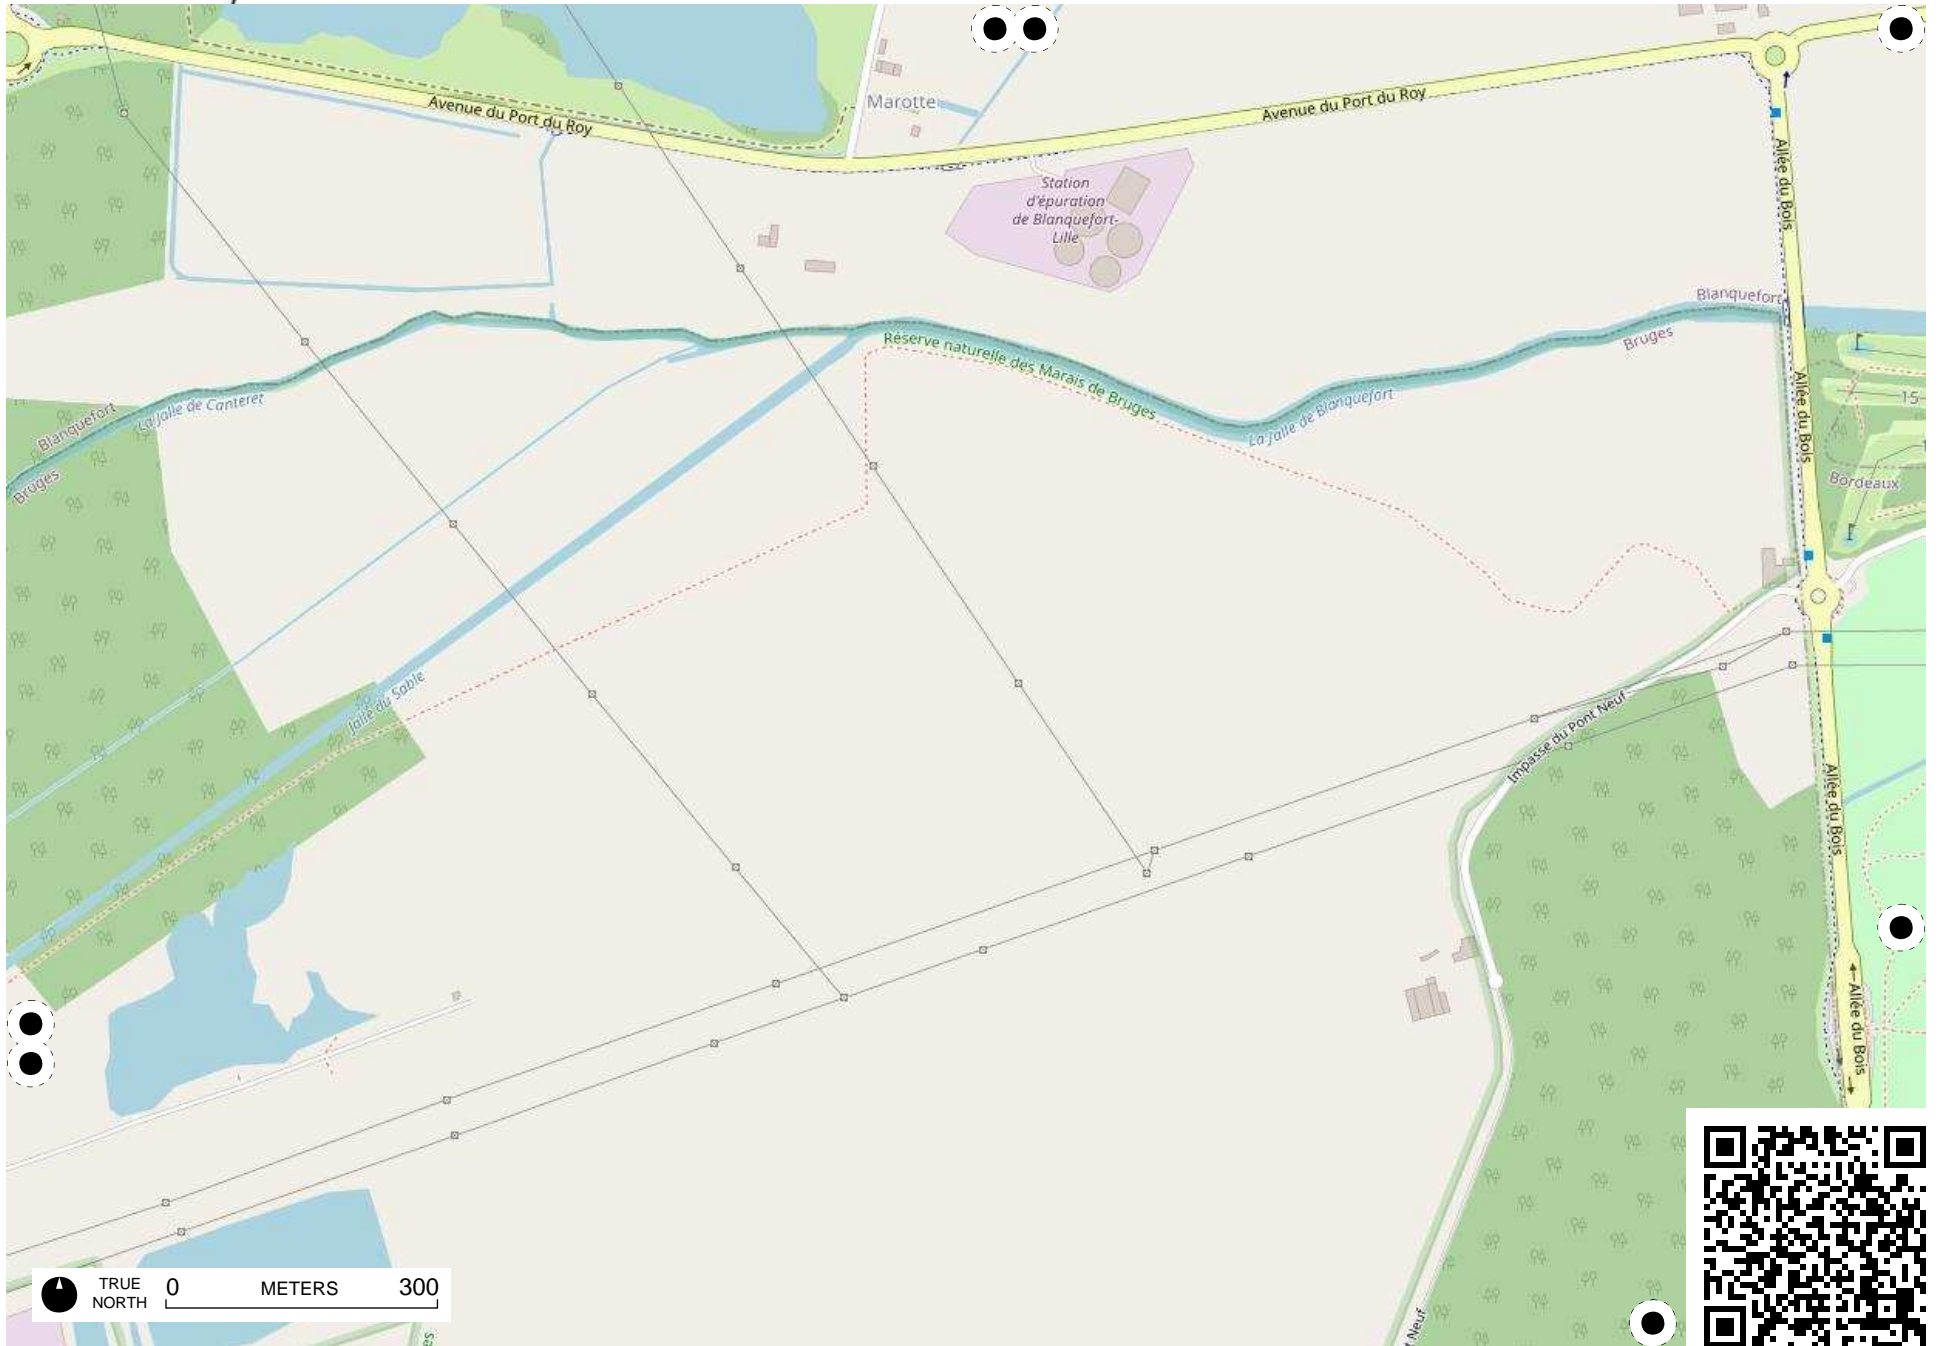 Avenue du Port du Roy
Marotte
Avenue du Port du Roy
Allée du Bois
Station
d'épuration
de Blanquefort-
Lille
Blanquefort
Bruges
Réserve naturelle des Marais de Bruges
La Jalle de Blanquefort
La Jalle de Canteret
Blanquefort
Bruges
Allée du Bois
15
Bordeaux
Jalle du Sable
Impasse du Pont Neuf
Allée du Bois
Allée du Bois
TRUE
NORTH
0 METERS 300
Neuf
es